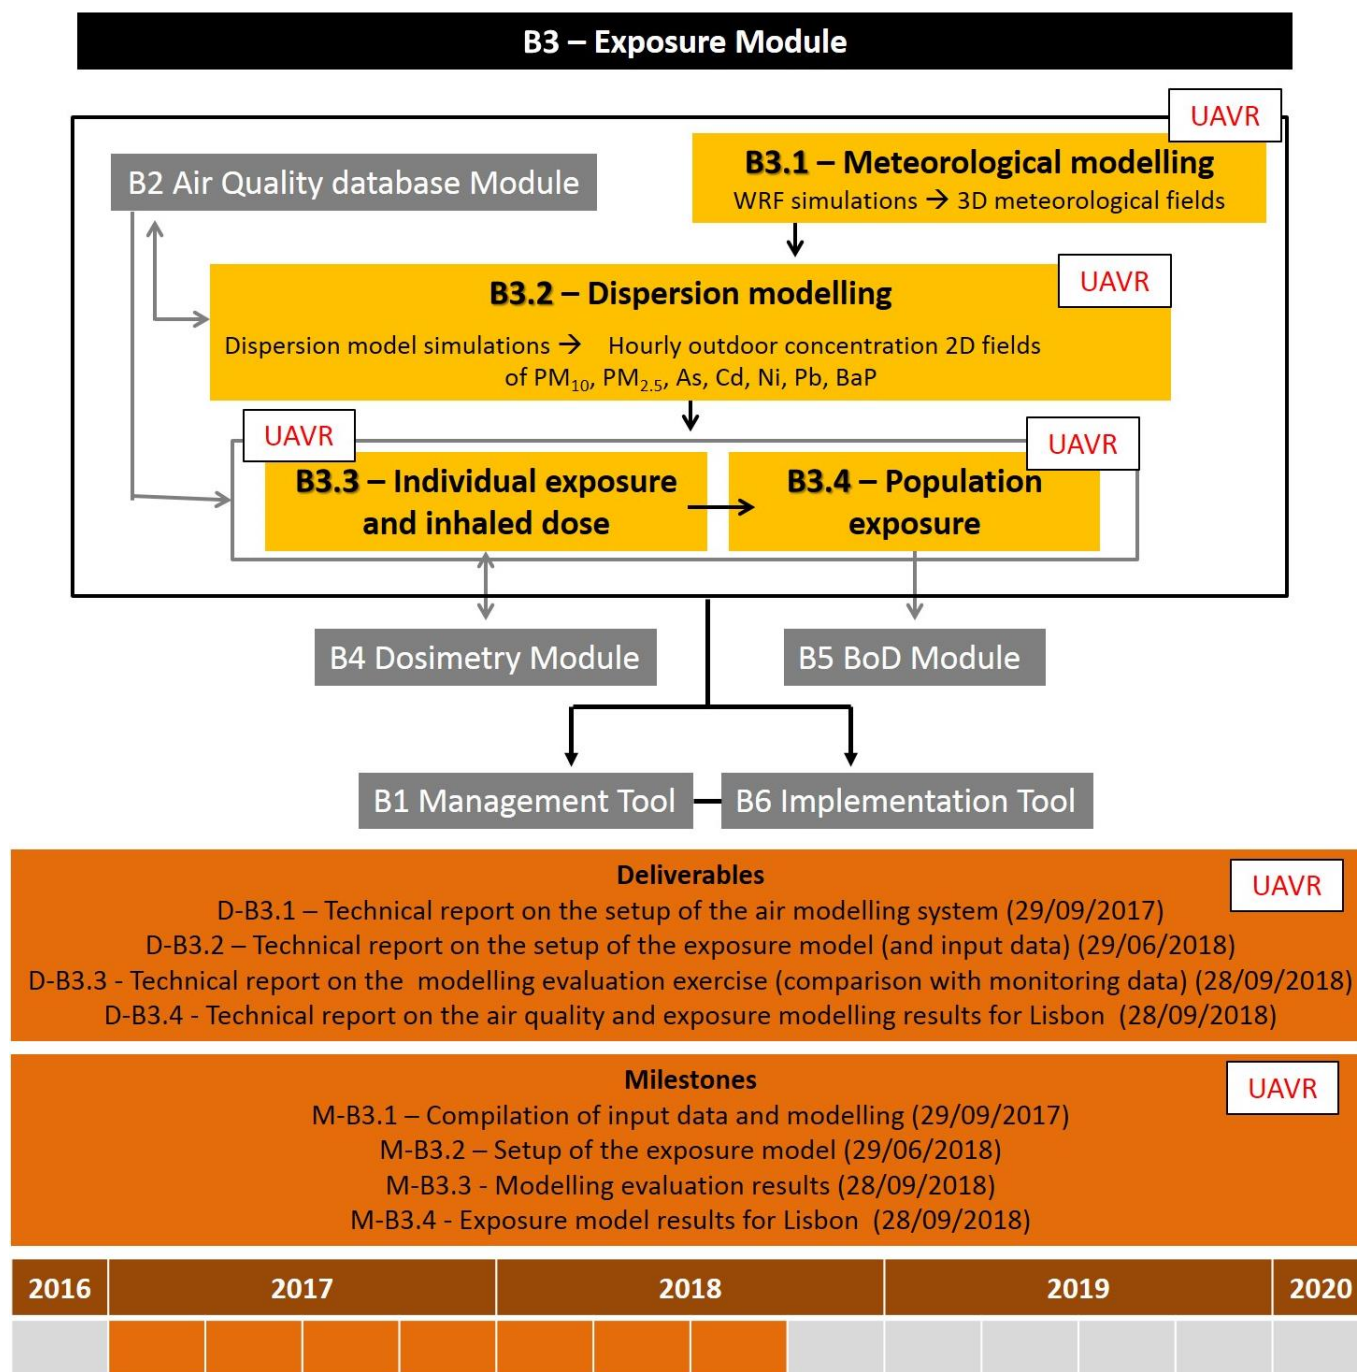 B3 – Exposure Module
UAVR
B3.1 – Meteorological modelling
WRF simulations → 3D meteorological fields
B2 Air Quality database Module
UAVR
B3.2 – Dispersion modelling
Dispersion model simulations → Hourly outdoor concentration 2D fields
of PM10, PM2.5, As, Cd, Ni, Pb, BaP
UAVR
B3.3 – Individual exposure
and inhaled dose
UAVR
B3.4 – Population
exposure
B4 Dosimetry Module
B5 BoD Module
B1 Management Tool
B6 Implementation Tool
Deliverables
UAVR
D-B3.1 – Technical report on the setup of the air modelling system (29/09/2017)
D-B3.2 – Technical report on the setup of the exposure model (and input data) (29/06/2018)
D-B3.3 - Technical report on the modelling evaluation exercise (comparison with monitoring data) (28/09/2018)
D-B3.4 - Technical report on the air quality and exposure modelling results for Lisbon (28/09/2018)
Milestones
UAVR
M-B3.1 – Compilation of input data and modelling (29/09/2017)
M-B3.2 – Setup of the exposure model (29/06/2018)
M-B3.3 - Modelling evaluation results (28/09/2018)
M-B3.4 - Exposure model results for Lisbon (28/09/2018)
2016 2017 2018 2019 2020